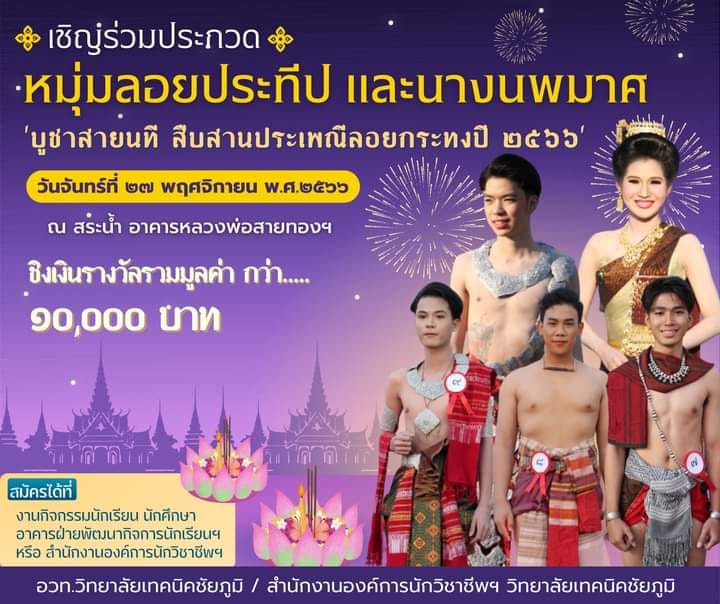 เชิญร่วมประกวด
หมุ่มลอยประทีป และนางนพมาศ
'บูชาสายนที สืบสานประเพณีลอยกระทงปี ๒๕๖๖'
วันจันทร์ที่ ๒๗ พฤศจิกายน พ.ศ.๒๕๖๖
ณ สระน้ำ อาคารหลวงพ่อสายทองฯ
ชิงเงินรางวัลรวมมูลค่า กว่า.....
๑๐,๐๐๐ บาท
๙
๘
๗
สมัครได้ที่
งานกิจกรรมนักเรียน นักศึกษา
อาคารฝ่ายพัฒนากิจการนักเรียนฯ
หรือ สำนักงานองค์การนักวิชาชีพฯ
อวท.วิทยาลัยเทคนิคชัยภูมิ / สำนักงานองค์การนักวิชาชีพฯ วิทยาลัยเทคนิคชัยภูมิ